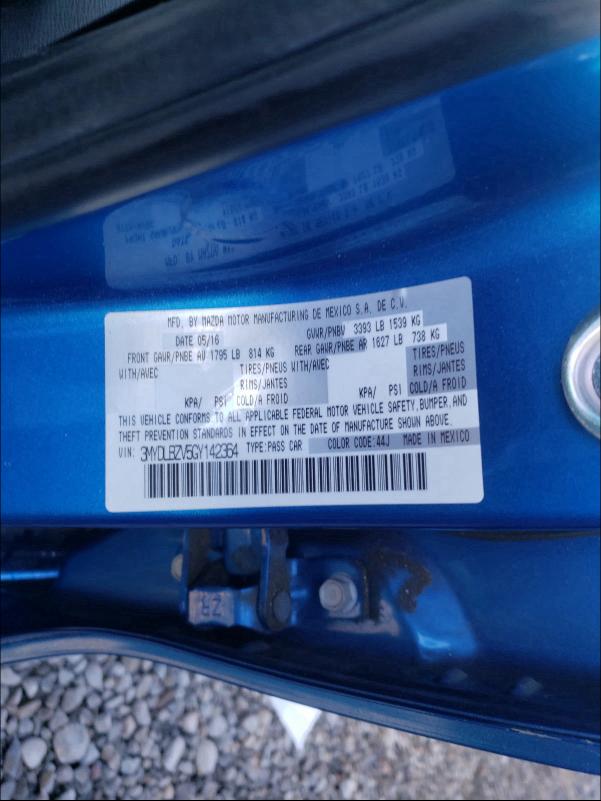 MFD. BY MAZDA MOTOR MANUFACTURING DE MEXICO S.A. DE C.V.
DATE 05/16 GVWR/PNBV 3393 LB 1539 KG
FRONT GAWR/PNBE AV 1795 LB 814 KG REAR GAWR/PNBE AR 1627 LB 738 KG
WITH/AVEC TIRES/PNEUS WITH/AVEC TIRES/PNEUS
RIMS/JANTES RIMS/JANTES
KPA/ PSI COLD/A FROID KPA/ PSI COLD/A FROID
THIS VEHICLE CONFORMS TO ALL APPLICABLE FEDERAL MOTOR VEHICLE SAFETY, BUMPER, AND
THEFT PREVENTION STANDARDS IN EFFECT ON THE DATE OF MANUFACTURE SHOWN ABOVE.
VIN: 3MYDLBZV5GY142364 TYPE:PASS CAR COLOR CODE:44J MADE IN MEXICO
ZR